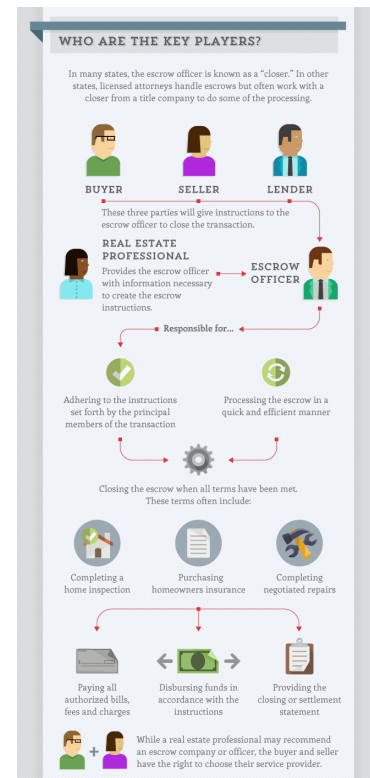 WHO ARE THE KEY PLAYERS?
In many states, the escrow officer is known as a “closer.” In other
states, licensed attorneys handle escrows but often work with a
closer from a title company to do some of the processing.
BUYER
SELLER
LENDER
These three parties will give instructions to the
escrow officer to close the transaction.
REAL ESTATE
PROFESSIONAL
Provides the escrow officer
with information necessary
to create the escrow
instructions.
ESCROW
OFFICER
Responsible for...
Adhering to the instructions
set forth by the principal
members of the transaction
Processing the escrow in a
quick and efficient manner
Closing the escrow when all terms have been met.
These terms often include:
Completing a
home inspection
Purchasing
homeowners insurance
Completing
negotiated repairs
Paying all
authorized bills,
fees and charges
Disbursing funds in
accordance with the
instructions
Providing the
closing or settlement
statement
While a real estate professional may recommend
an escrow company or officer, the buyer and seller
have the right to choose their service provider.